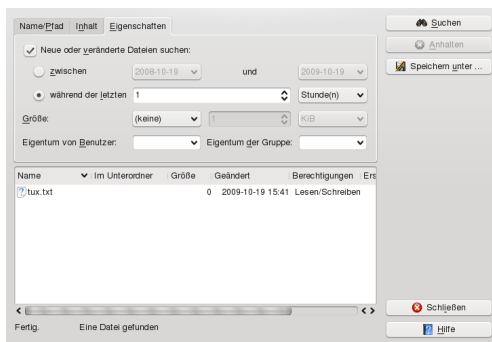 Name/Pfad Inhalt Eigenschaften
Suchen
Neue oder veränderte Dateien suchen:
Anhalten
zwischen 2008-10-19 und 2009-10-19
Speichern unter ...
während der letzten 1 Stunde(n)
Größe: (keine) 1 KiB
Eigentum von Benutzer: Eigentum der Gruppe:
Name Im Unterordner Größe Geändert Berechtigungen Ers
tux.txt 0 2009-10-19 15:41 Lesen/Schreiben
Schließen
Fertig. Eine Datei gefunden
Hilfe